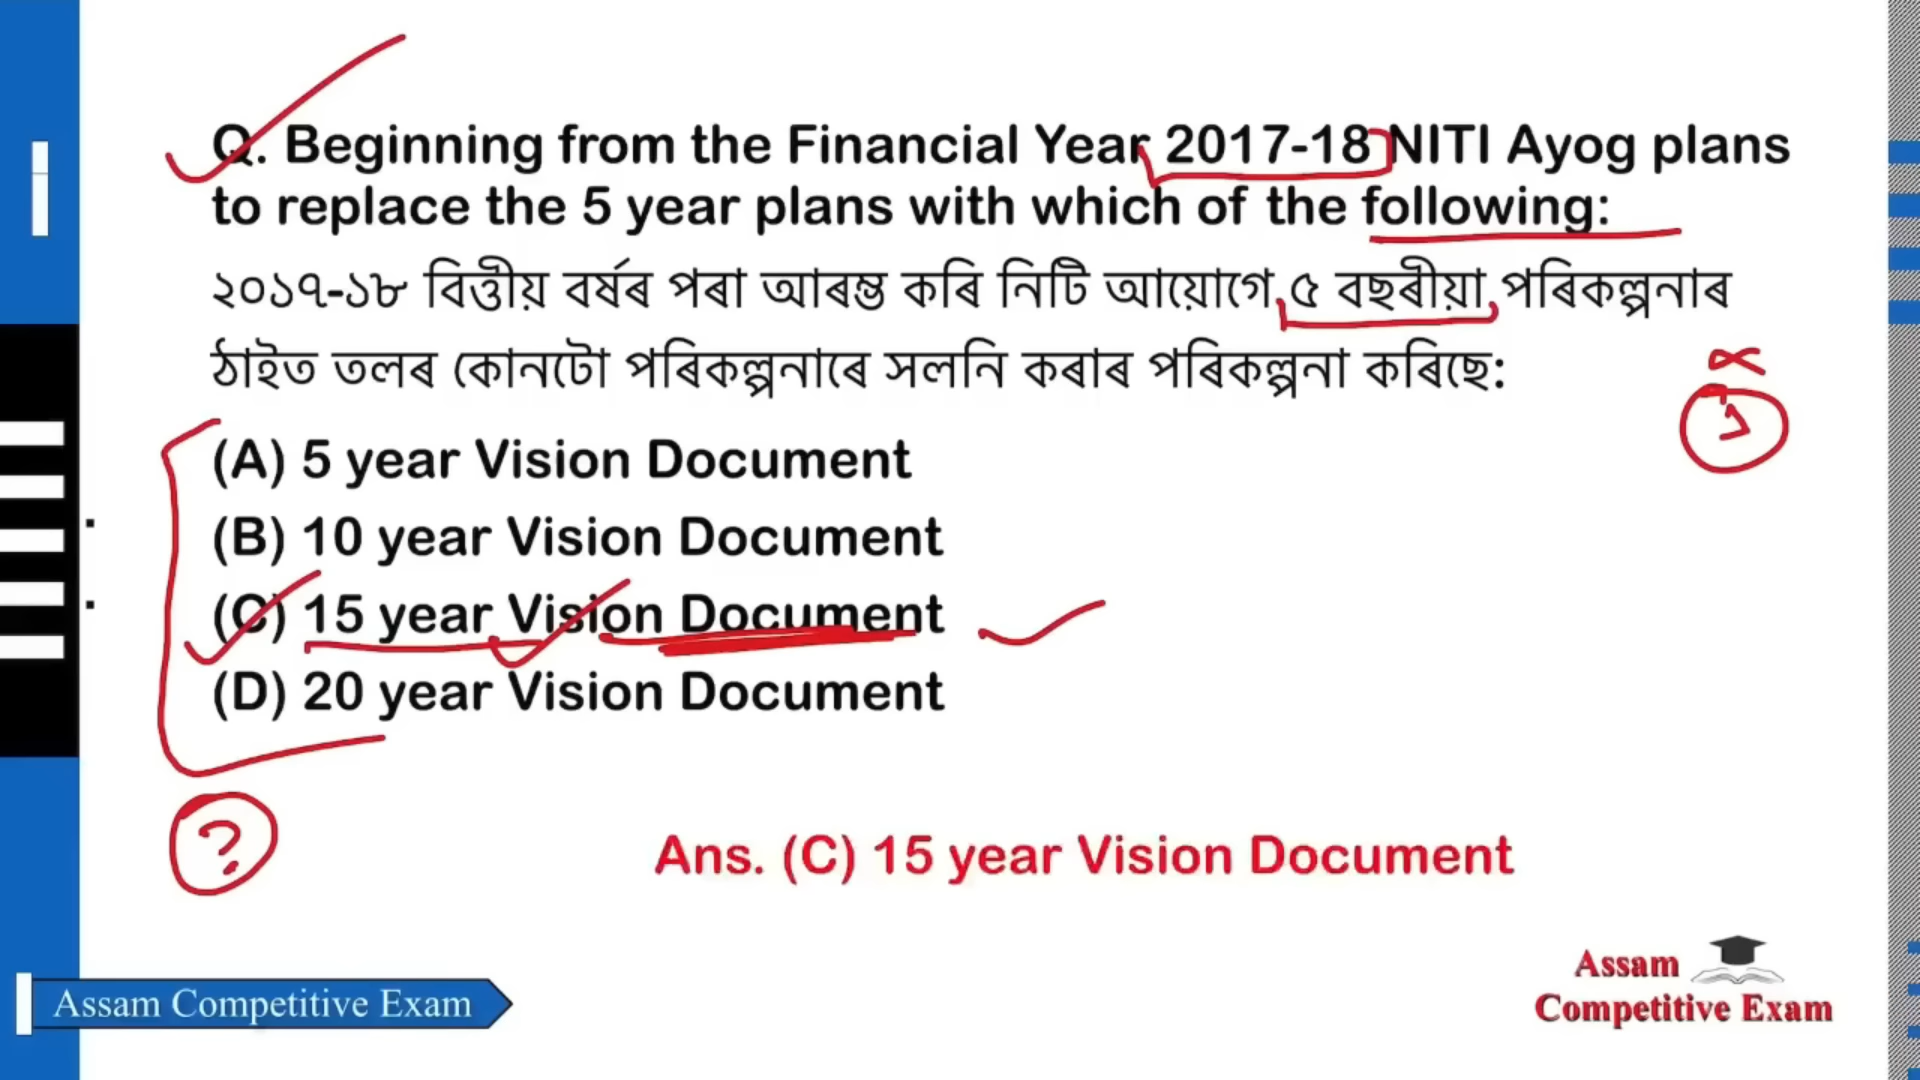 Q. Beginning from the Financial Year 2017-18 NITI Ayog plans
to replace the 5 year plans with which of the following:
২০১৭-১৮ বিত্তীয় বৰ্ষৰ পৰা আৰম্ভ কৰি নিটি আয়োগে ৫ বছৰীয়া পৰিকল্পনাৰ
ঠাইত তলৰ কোনটো পৰিকল্পনাৰে সলনি কৰাৰ পৰিকল্পনা কৰিছে:
(A) 5 year Vision Document
(B) 10 year Vision Document
(C) 15 year Vision Document
(D) 20 year Vision Document
?
Ans. (C) 15 year Vision Document
Assam Competitive Exam
Assam
Competitive Exam